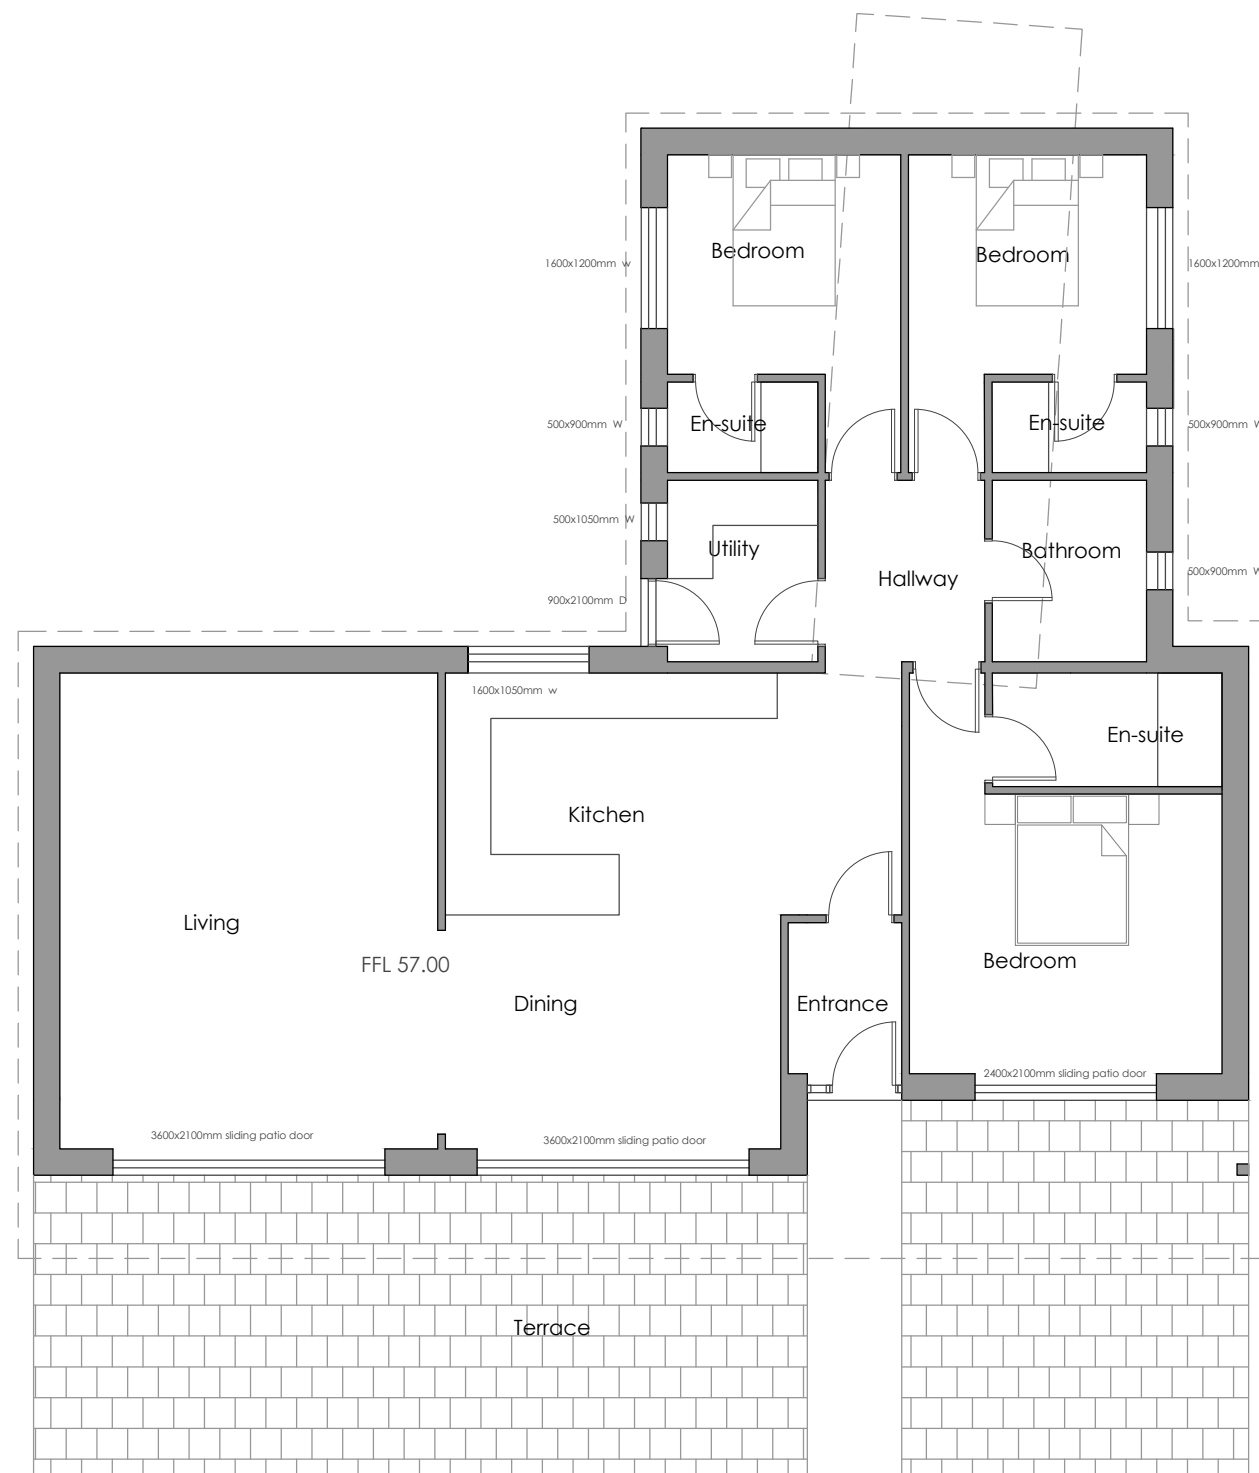 Bedroom
Bedroom
1600x1200mm w
1600x1200mm
En-suite
En-suite
500x900mm W
500x900mm W
500x1050mm W
Utility
Bathroom
Hallway
500x900mm W
900x2100mm D
1600x1050mm w
En-suite
Kitchen
Living
FFL 57.00
Bedroom
Dining
Entrance
2400x2100mm sliding patio door
3600x2100mm sliding patio door
3600x2100mm sliding patio door
Terrace